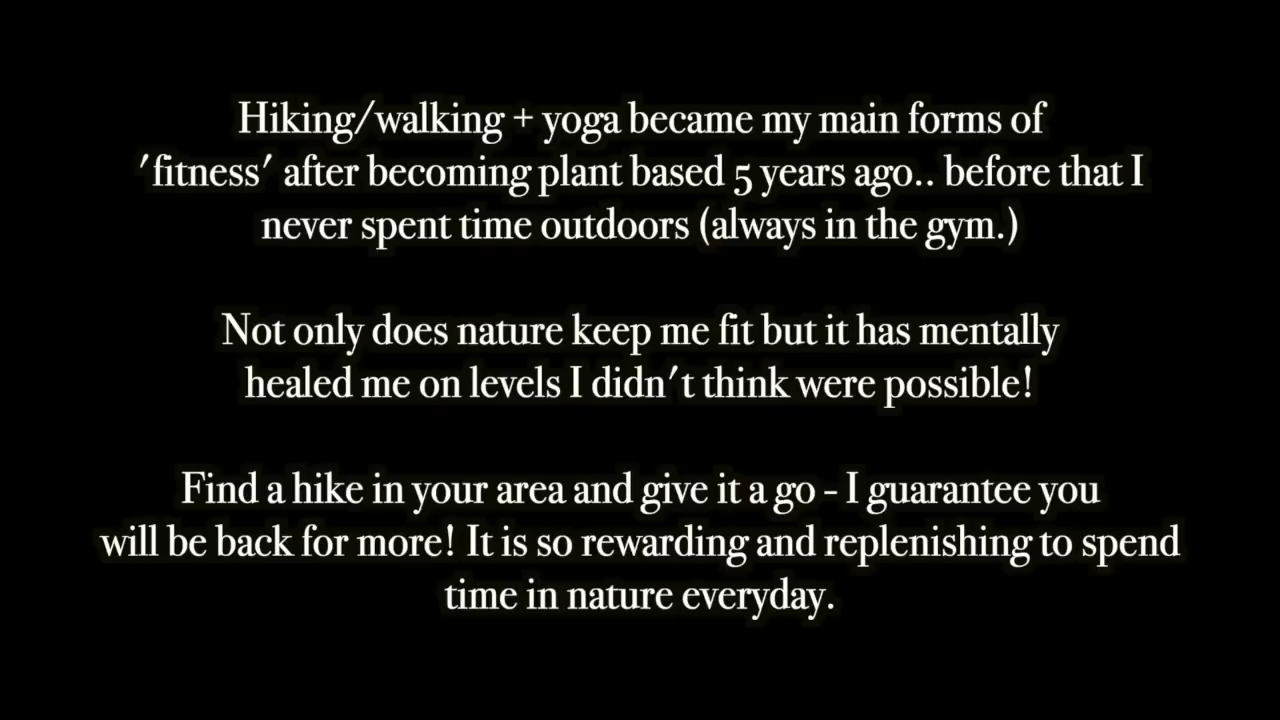 Hiking/walking + yoga became my main forms of
'fitness' after becoming plant based 5 years ago.. before that I
never spent time outdoors (always in the gym.)
Not only does nature keep me fit but it has mentally
healed me on levels I didn't think were possible!
Find a hike in your area and give it a go - I guarantee you
will be back for more! It is so rewarding and replenishing to spend
time in nature everyday.